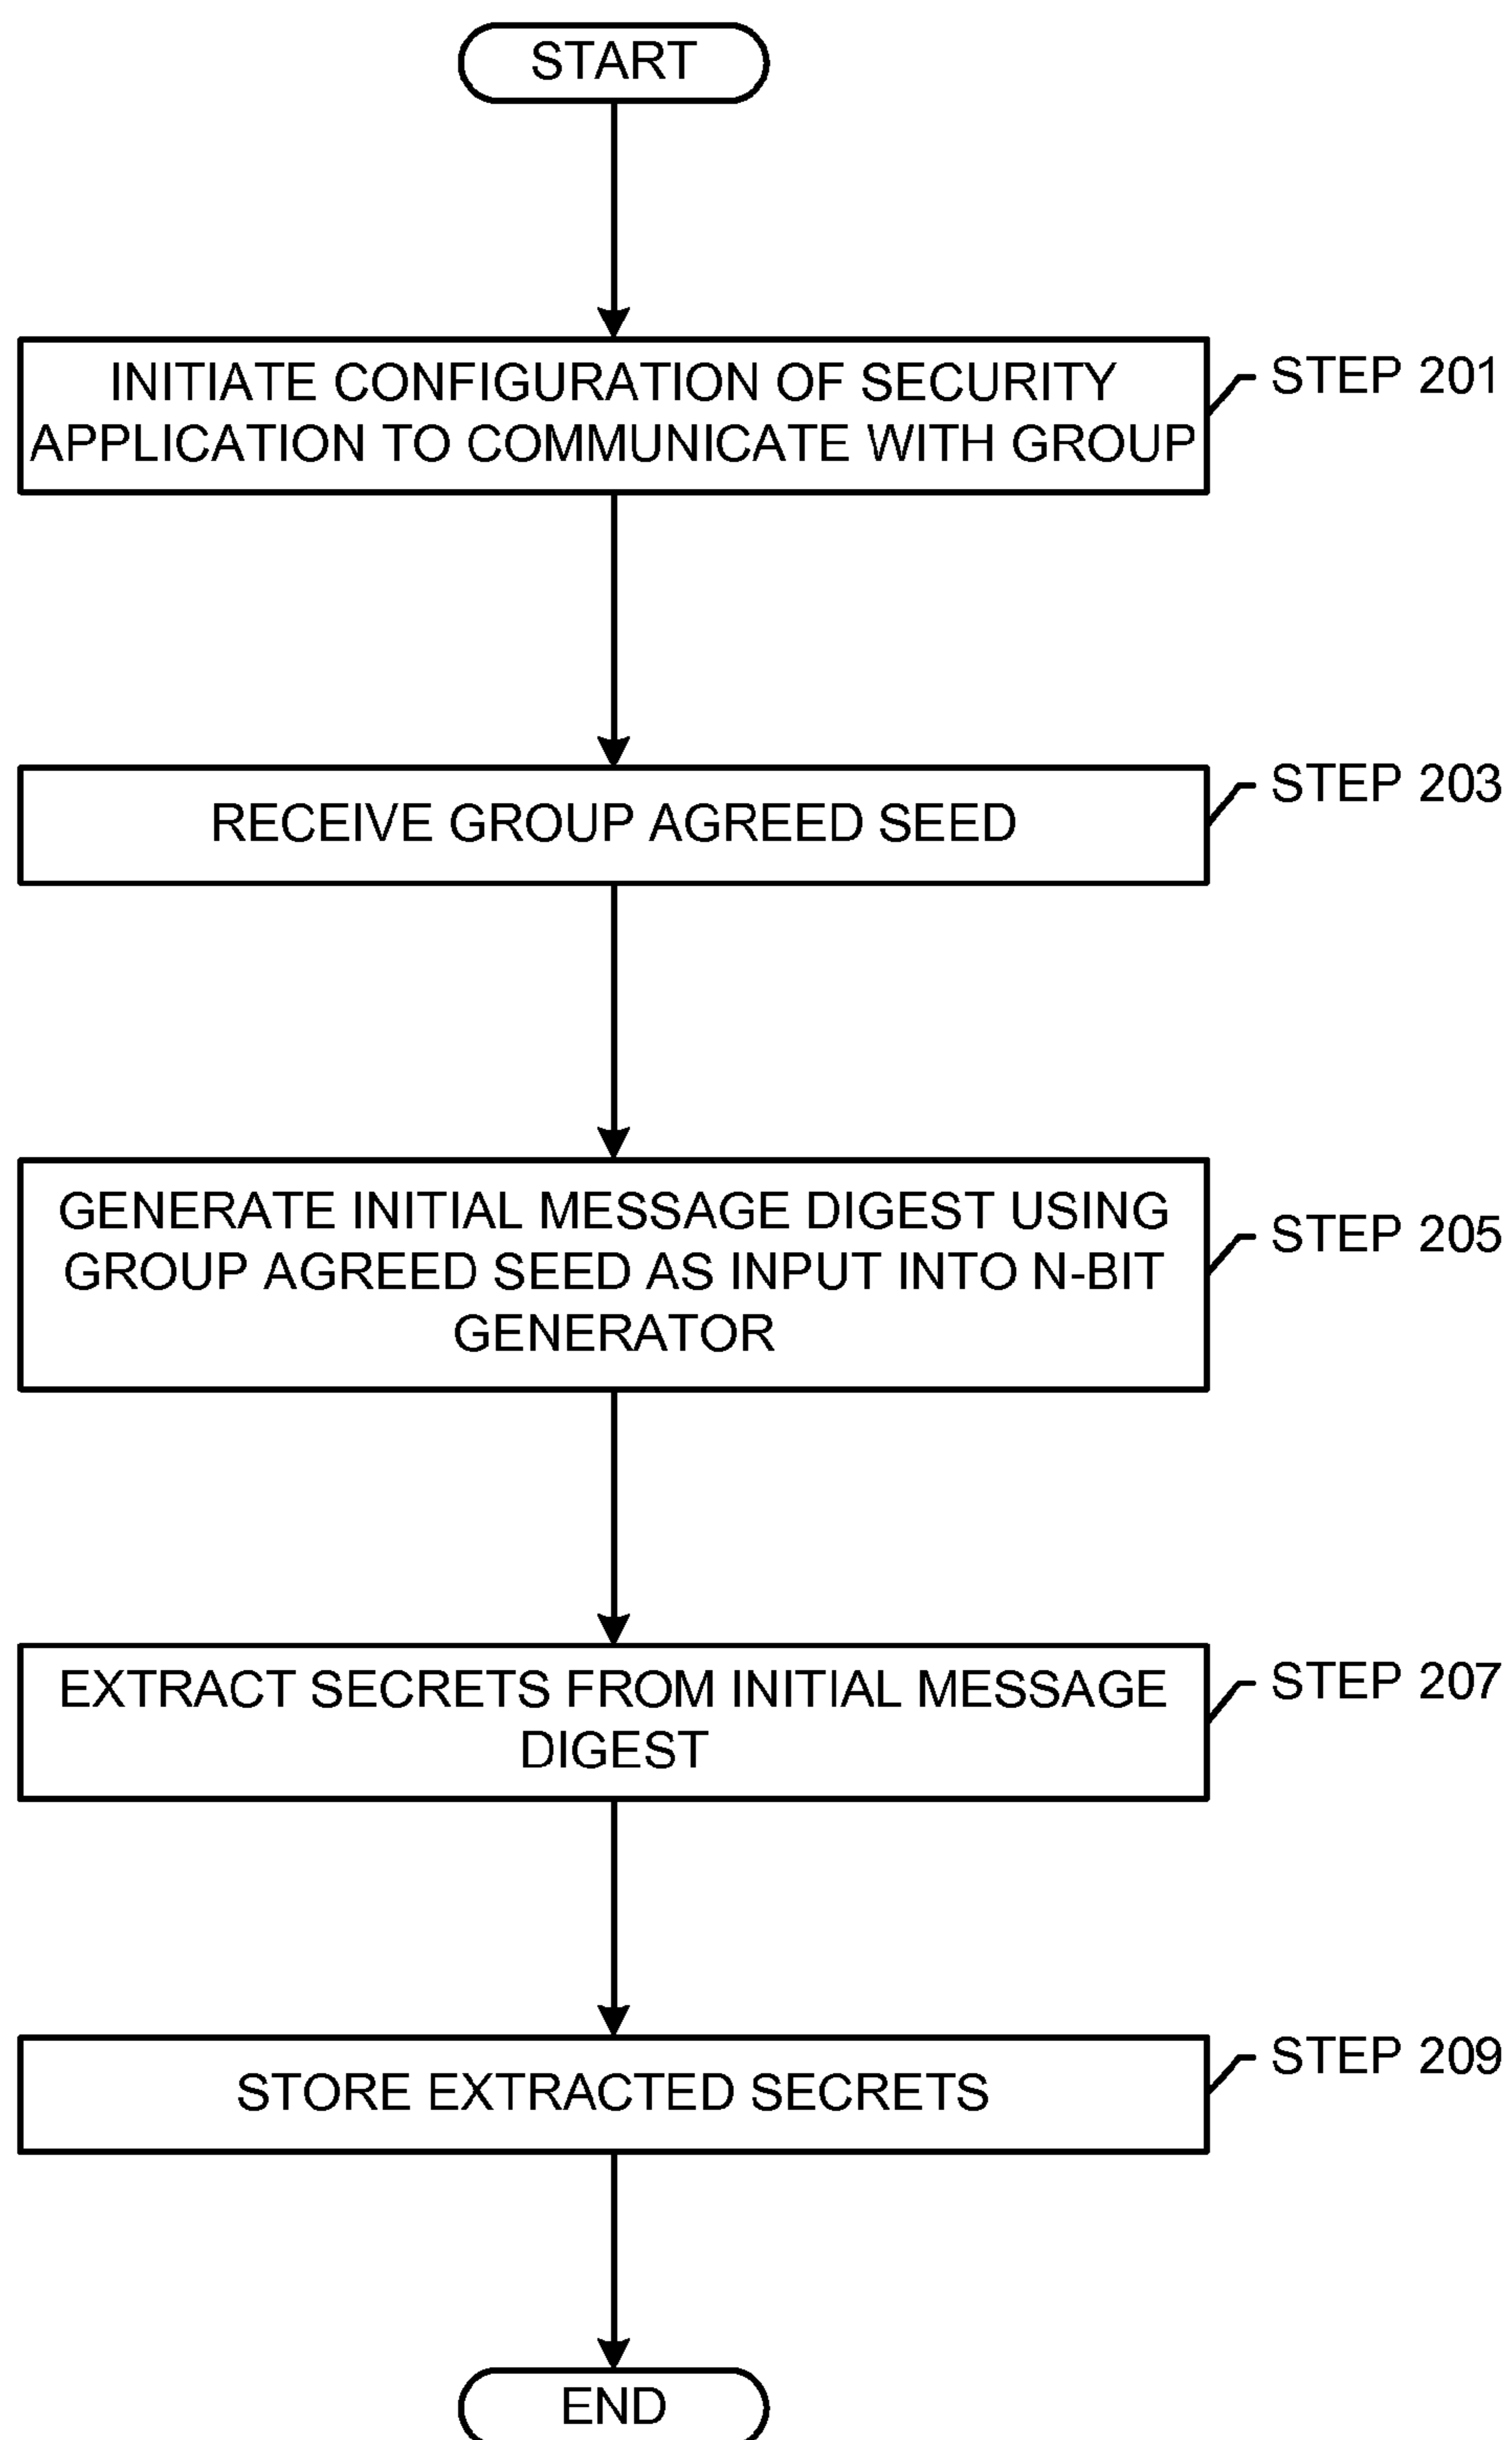 START
INITIATE CONFIGURATION OF SECURITY
APPLICATION TO COMMUNICATE WITH GROUP
STEP 201
RECEIVE GROUP AGREED SEED
STEP 203
GENERATE INITIAL MESSAGE DIGEST USING
GROUP AGREED SEED AS INPUT INTO N-BIT
GENERATOR
STEP 205
EXTRACT SECRETS FROM INITIAL MESSAGE
DIGEST
STEP 207
STORE EXTRACTED SECRETS
STEP 209
END